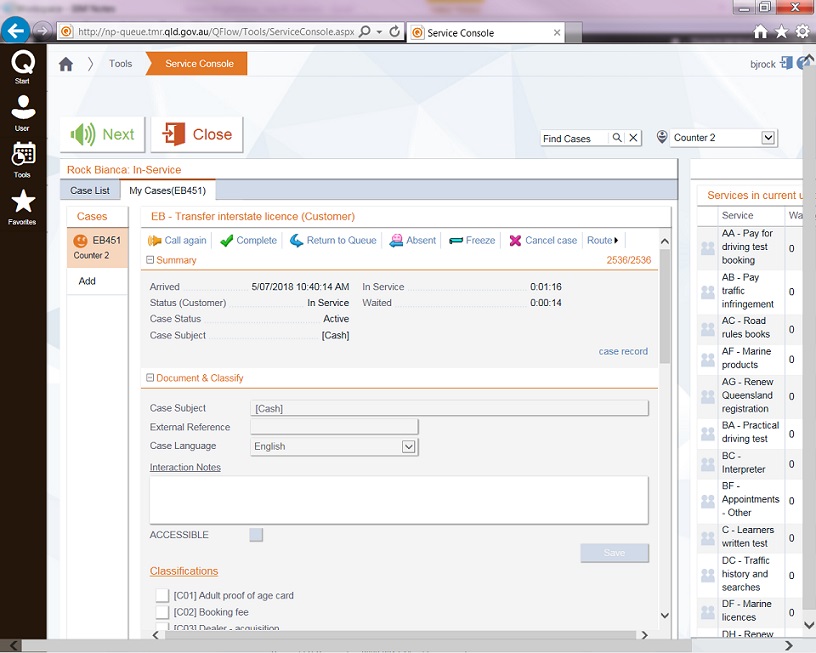 http://np-queue.tmr.qld.gov.au/QFlow/Tools/ServiceConsole.aspx
Service Console
Start
User
Tools
Favorites
Tools
Service Console
bjrock
Next
Close
Find Cases
Counter 2
Rock Bianca: In-Service
Case List
My Cases(EB451)
Cases
EB451
Counter 2
Add
EB - Transfer interstate licence (Customer)
Call again
Complete
Return to Queue
Absent
Freeze
Cancel case
Route
Summary
2536/2536
Arrived 5/07/2018 10:40:14 AM In Service 0:01:16
Status (Customer) In Service Waited 0:00:14
Case Status Active
Case Subject [Cash]
case record
Document & Classify
Case Subject [Cash]
External Reference
Case Language English
Interaction Notes
ACCESSIBLE
Save
Classifications
[C01] Adult proof of age card
[C02] Booking fee
[C03] Dealer - acquisition
Services in current u
Service Wa
AA - Pay for
driving test
booking
0
AB - Pay
traffic
infringement
0
AC - Road
rules books
0
AF - Marine
products
0
AG - Renew
Queensland
registration
0
BA - Practical
driving test
0
BC -
Interpreter
0
BF -
Appointments
- Other
0
C - Learners
written test
0
DC - Traffic
history and
searches
0
DF - Marine
licences
0
DH - Renew